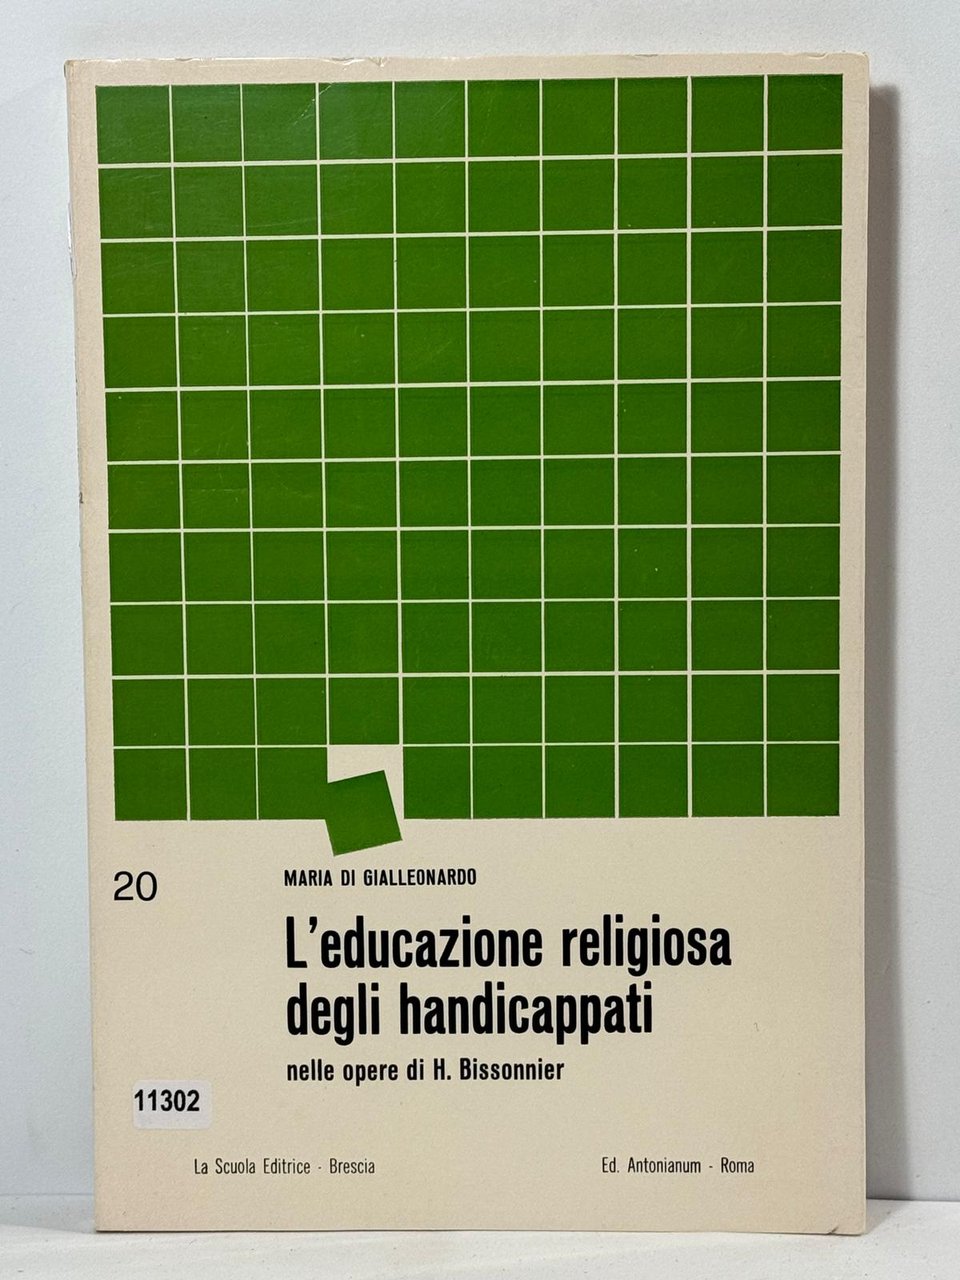 20
MARIA DI GIALLEONARDO
L'educazione religiosa
degli handicappati
nelle opere di H. Bissonnier
11302
La Scuola Editrice - Brescia
Ed. Antonianum - Roma